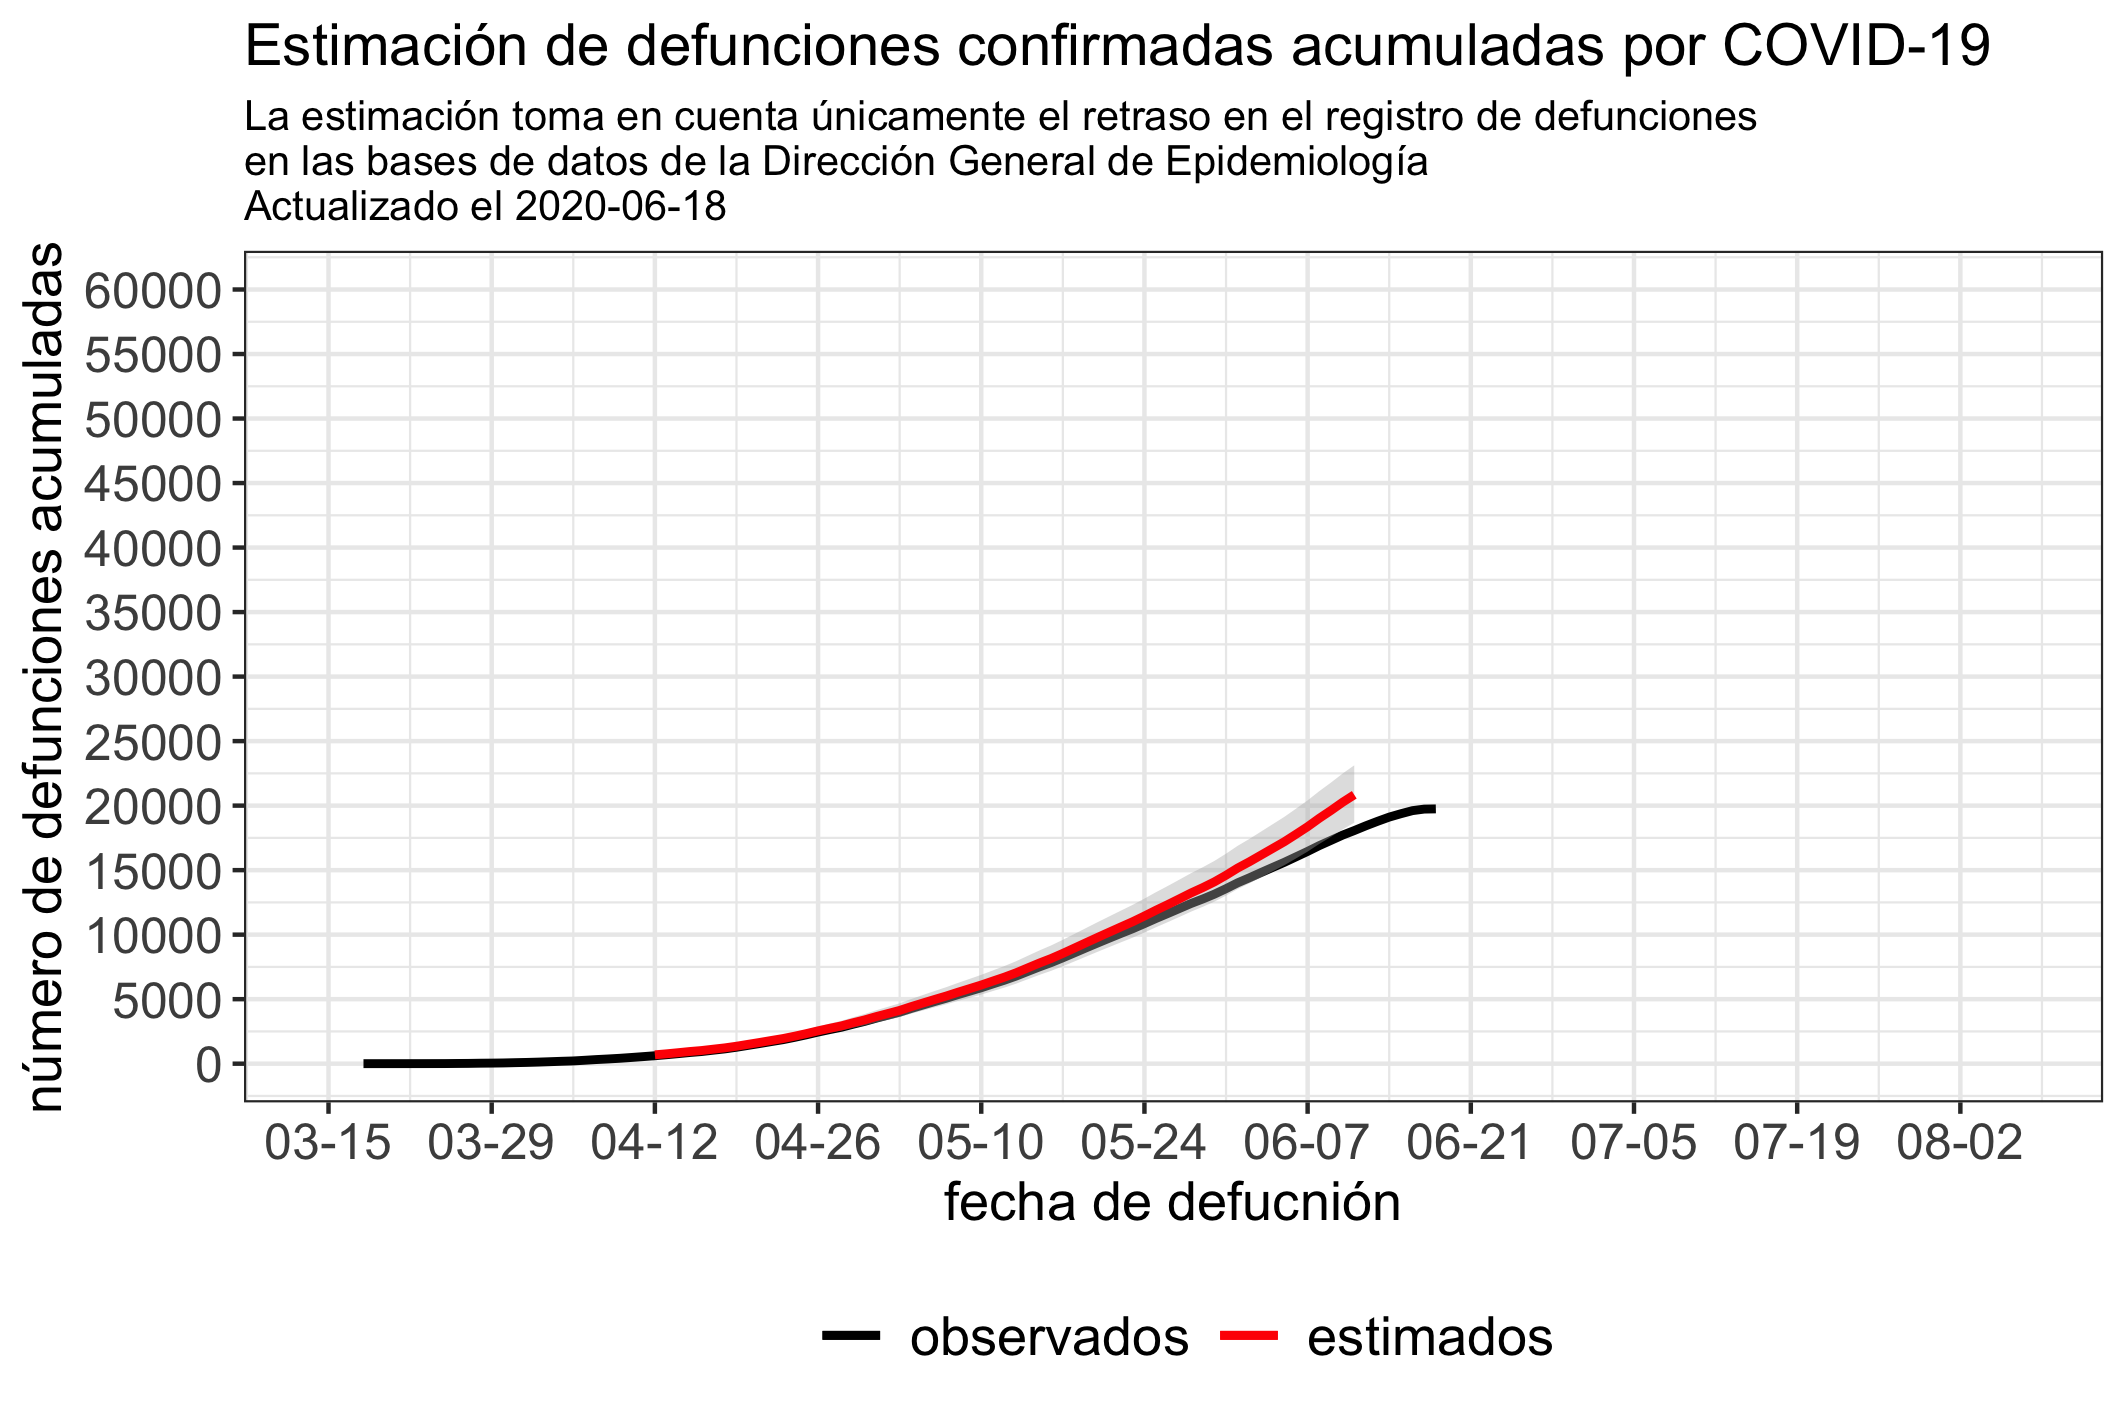 Estimación de defunciones confirmadas acumuladas por COVID-19
La estimación toma en cuenta únicamente el retraso en el registro de defunciones
en las bases de datos de la Dirección General de Epidemiología
Actualizado el 2020-06-18
número de defunciones acumuladas
60000
55000
50000
45000
40000
35000
30000
25000
20000
15000
10000
5000
0
03-15 03-29 04-12 04-26 05-10 05-24 06-07 06-21 07-05 07-19 08-02
fecha de defucnión
observados estimados